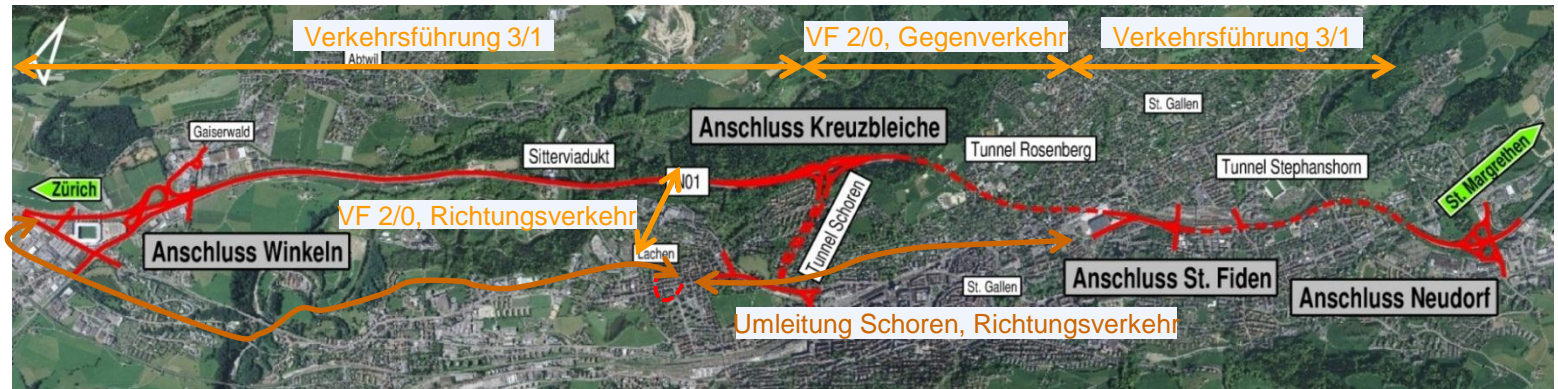 Verkehrsführung 3/1
VF 2/0, Gegenverkehr
Verkehrsführung 3/1
Abtwil
St. Gallen
Gaiserwald
Anschluss Kreuzbleiche
Sitterviadukt
Tunnel Rosenberg
Tunnel Stephanshorn
Zürich
N01
St. Margrethen
VF 2/0, Richtungsverkehr
Tunnel Schoren
Anschluss Winkeln
Lachen
Anschluss St. Fiden
St. Gallen
Anschluss Neudorf
Umleitung Schoren, Richtungsverkehr